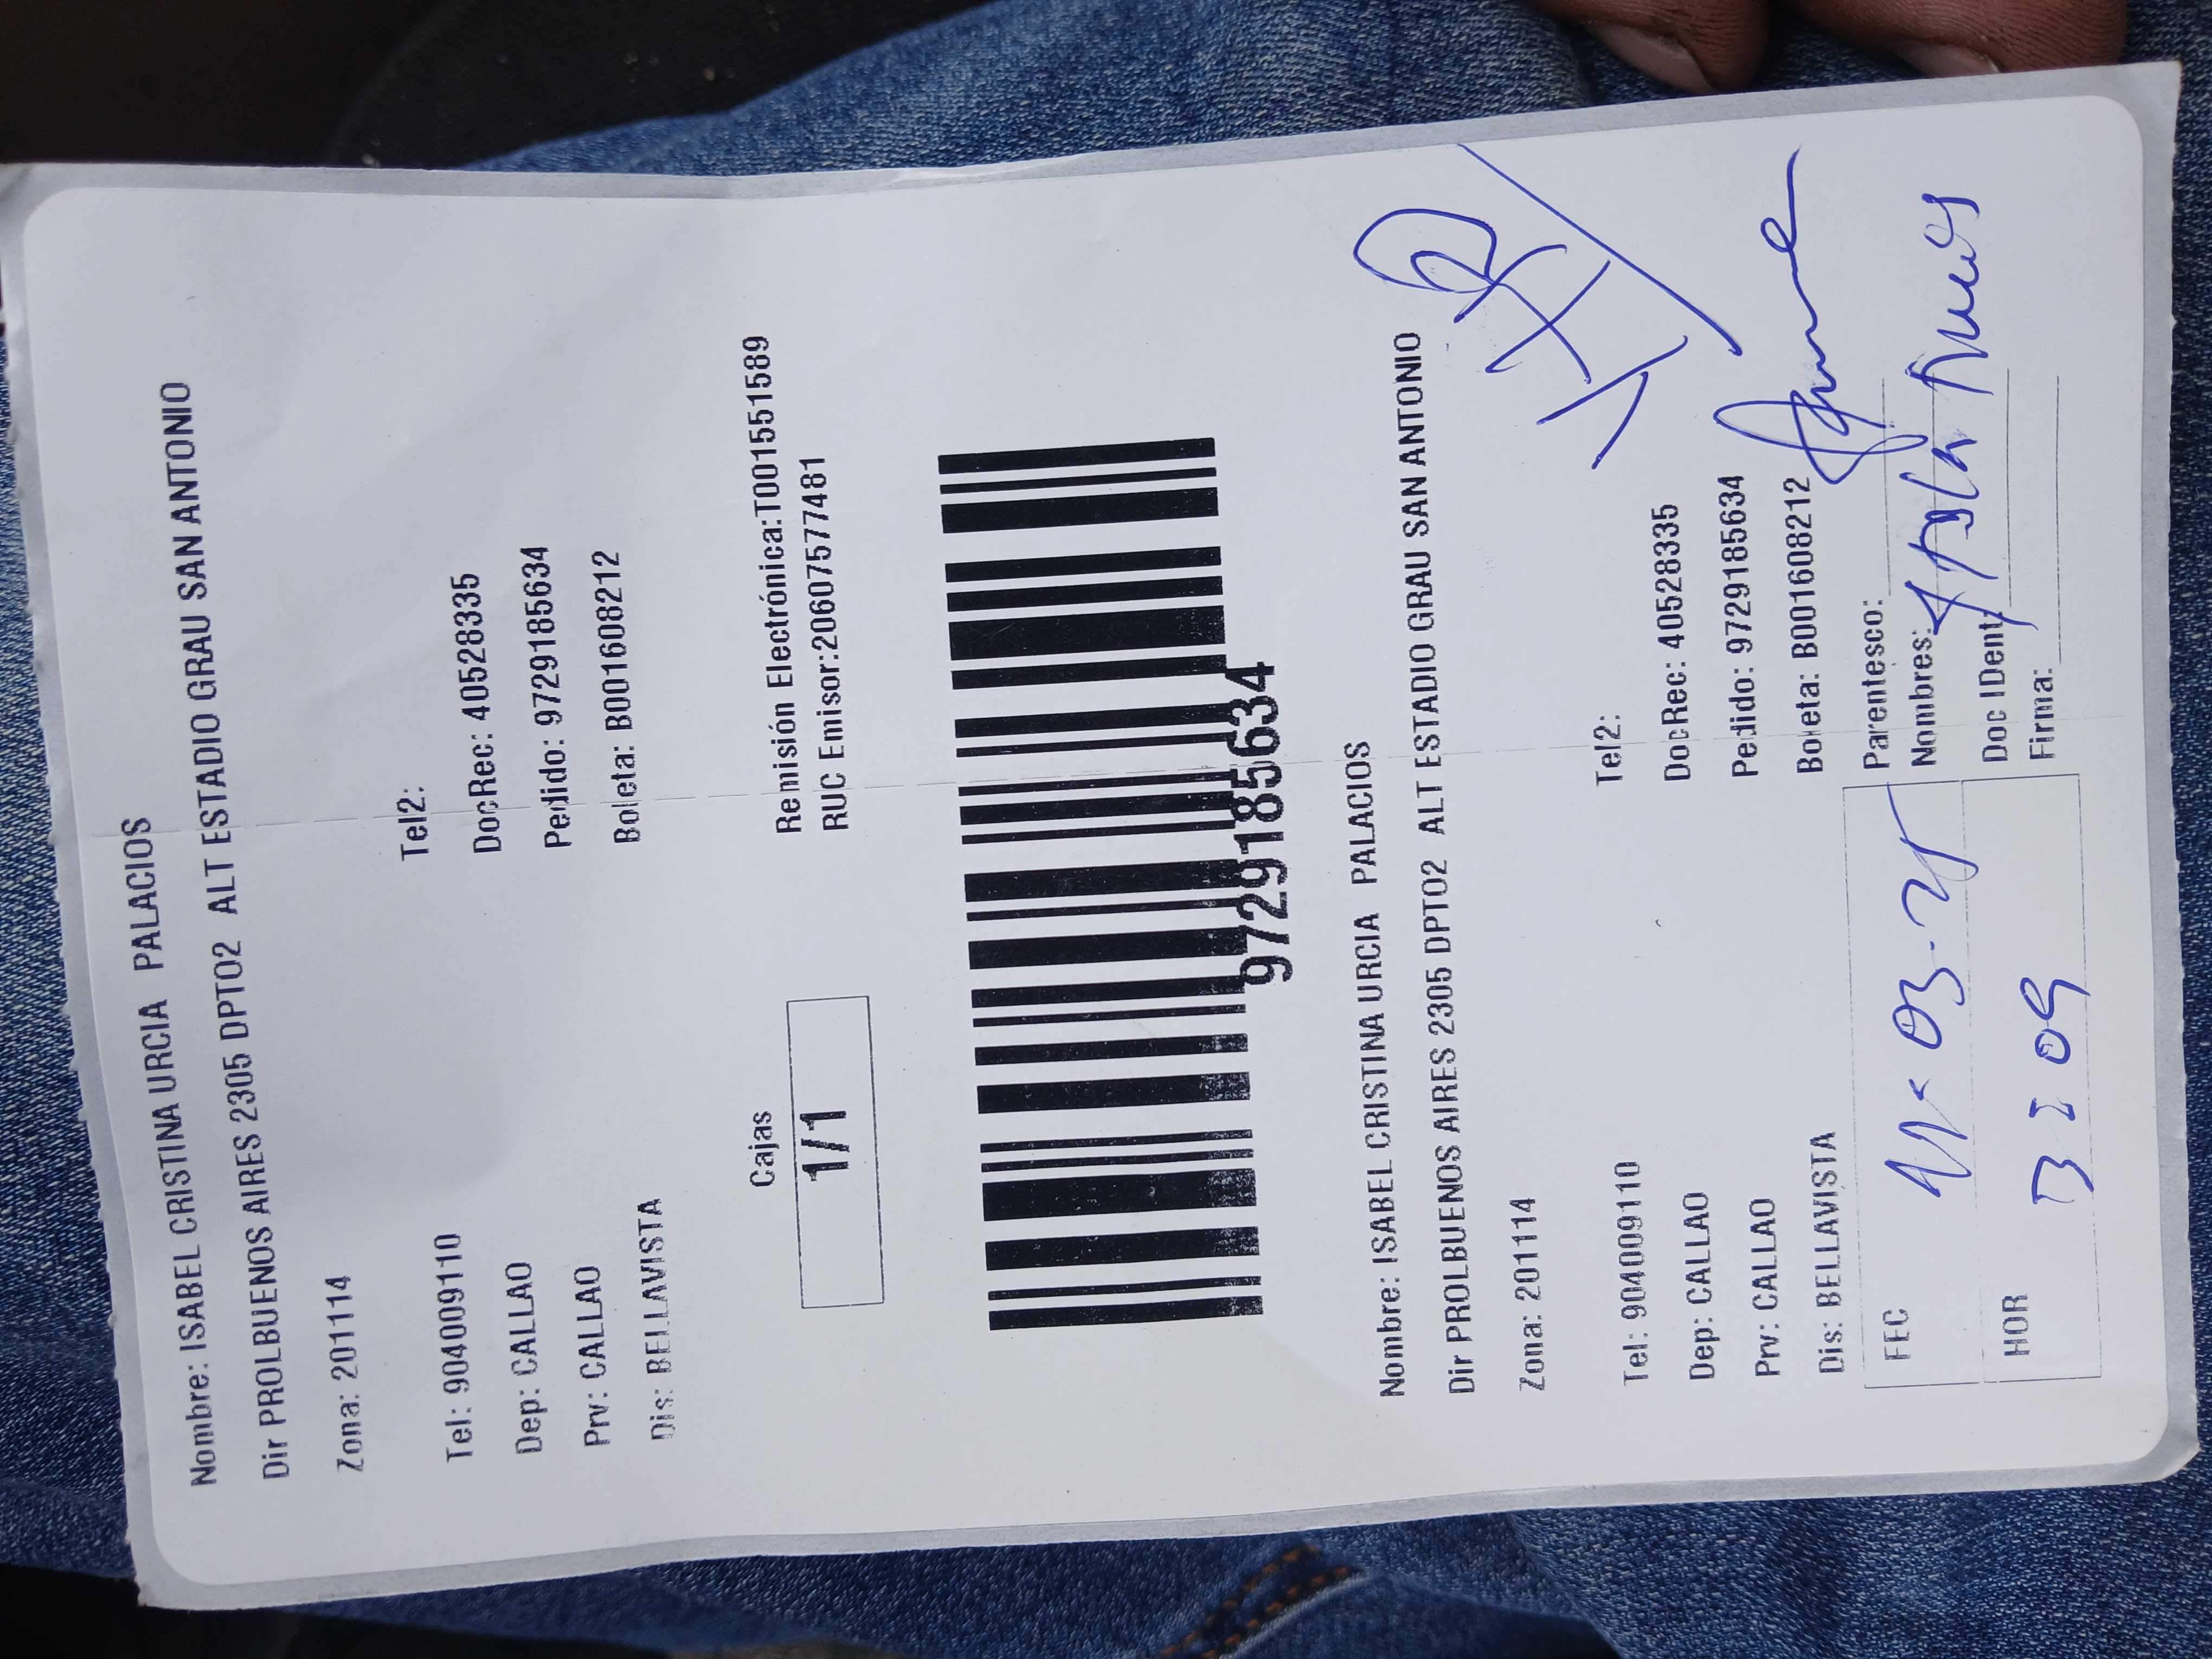 Nombre: ISABEL CRISTINA URCIA PALACIOS
Dir PROLBUENOS AIRES 2305 DPTO2 ALT ESTADIO GRAU SAN ANTONIO
Zona: 201114
Tel: 904009110 Tel2:
Dep: CALLAO DocRec: 40528335
Prv: CALLAO Pedido: 9729185634
Dis: BELLAVISTA Boleta: B001608212
Cajas Remisión Electrónica:T001551589
1/1 RUC Emisor:20607577481
9729185634
Nombre: ISABEL CRISTINA URCIA PALACIOS
Dir PROLBUENOS AIRES 2305 DPTO2 ALT ESTADIO GRAU SAN ANTONIO
Zona: 201114
Tel: 904009110 Tel2:
Dep: CALLAO DocRec: 40528335
Prv: CALLAO Pedido: 9729185634
Dis: BELLAVISTA Boleta: B001608212
FEC Parentesco:
Nombres:
HOR Doc IDent:
Firma: